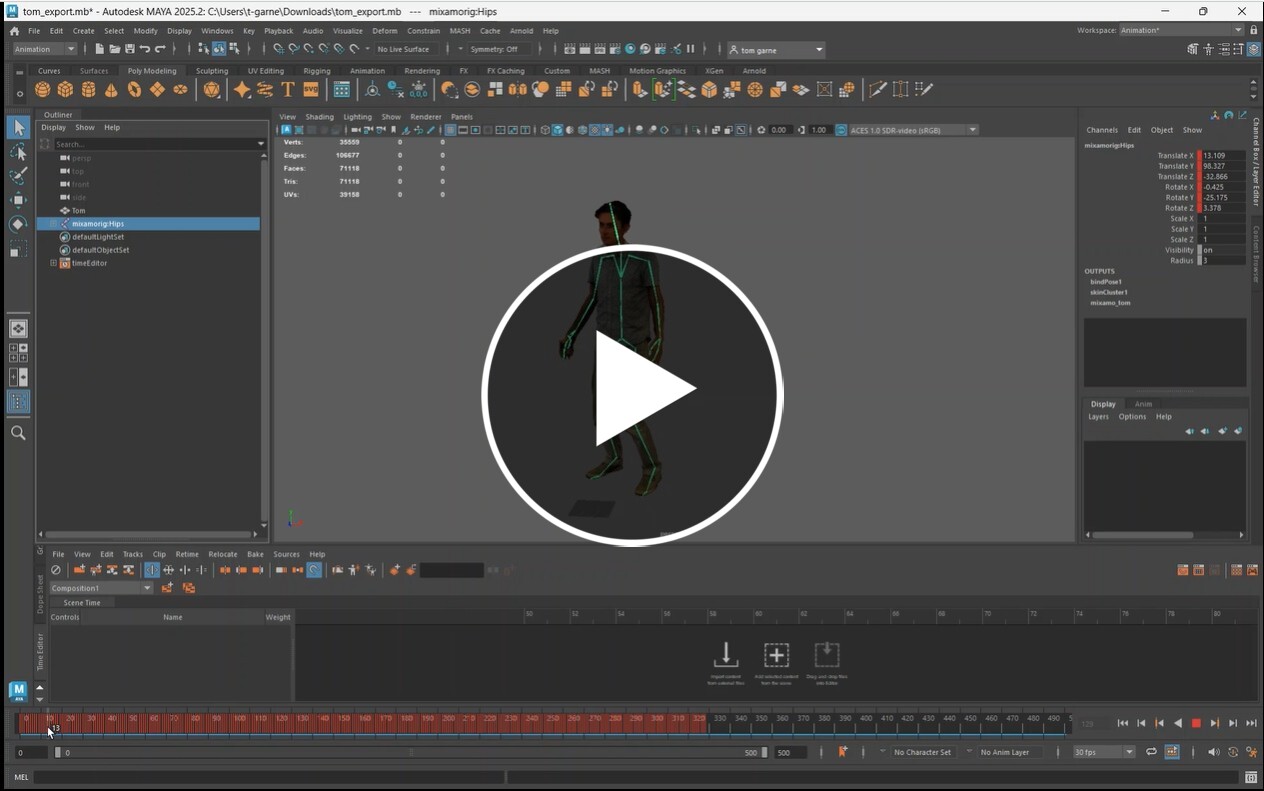 tom_export.mb* - Autodesk MAYA 2025.2: C:\Users\t-garne\Downloads\tom_export.mb --- mixamorig:Hips
File Edit Create Select Modify Display Windows Key Playback Audio Visualize Deform Constrain MASH Cache Arnold Help
Workspace: Animation*
Animation No Live Surface Symmetry: Off tom garne
Curves Surfaces Poly Modeling Sculpting UV Editing Rigging Animation Rendering FX FX Caching Custom MASH Motion Graphics XGen Arnold
Outliner
Display Show Help
Search...
persp
top
front
side
Tom
mixamorig:Hips
defaultLightSet
defaultObjectSet
timeEditor
View Shading Lighting Show Renderer Panels
0.00 1.00 ACES 1.0 SDR-video (sRGB)
Verts: 35559 0 0
Edges: 106677 0 0
Faces: 71118 0 0
Tris: 71118 0 0
UVs: 39158 0 0
Channels Edit Object Show
mixamorig:Hips
Translate X 13.109
Translate Y 98.327
Translate Z -32.866
Rotate X -0.425
Rotate Y -25.175
Rotate Z 3.378
Scale X 1
Scale Y 1
Scale Z 1
Visibility on
Radius 3
OUTPUTS
bindPose1
skinCluster1
mixamo_tom
Channel Box / Layer Editor
Content Browser
Display Anim
Layers Options Help
File View Edit Tracks Clip Retime Relocate Bake Sources Help
Composition1
Scene Time
Controls Name Weight
50 52 54 56 58 60 62 64 66 68 70 72 74 76 78 80
Import content from external files
Add selected content from the scene
Drag and drop files into Editor
Dope Sheet
Time Editor
0 10 20 30 40 50 60 70 80 90 100 110 120 130 140 150 160 170 180 190 200 210 220 230 240 250 260 270 280 290 300 310 320 330 340 350 360 370 380 390 400 410 420 430 440 450 460 470 480 490
13
128
0 0 500 500 No Character Set No Anim Layer 30 fps
MEL